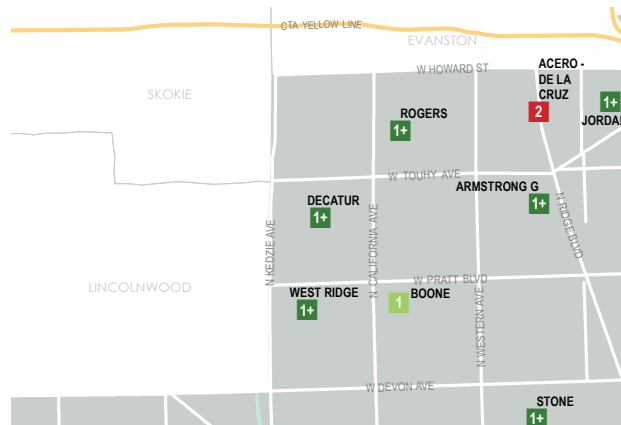 CTA YELLOW LINE
EVANSTON
W HOWARD ST
ACERO -
DE LA
CRUZ
2
SKOKIE
1+
JORDA
ROGERS
1+
W TOUHY AVE
ARMSTRONG G
1+
DECATUR
1+
N KEDZIE AVE
N CALIFORNIA AVE
N RIDGE BLVD
W PRATT BLVD
LINCOLNWOOD
WEST RIDGE
1+
BOONE
1
N WESTERN AVE
W DEVON AVE
STONE
1+